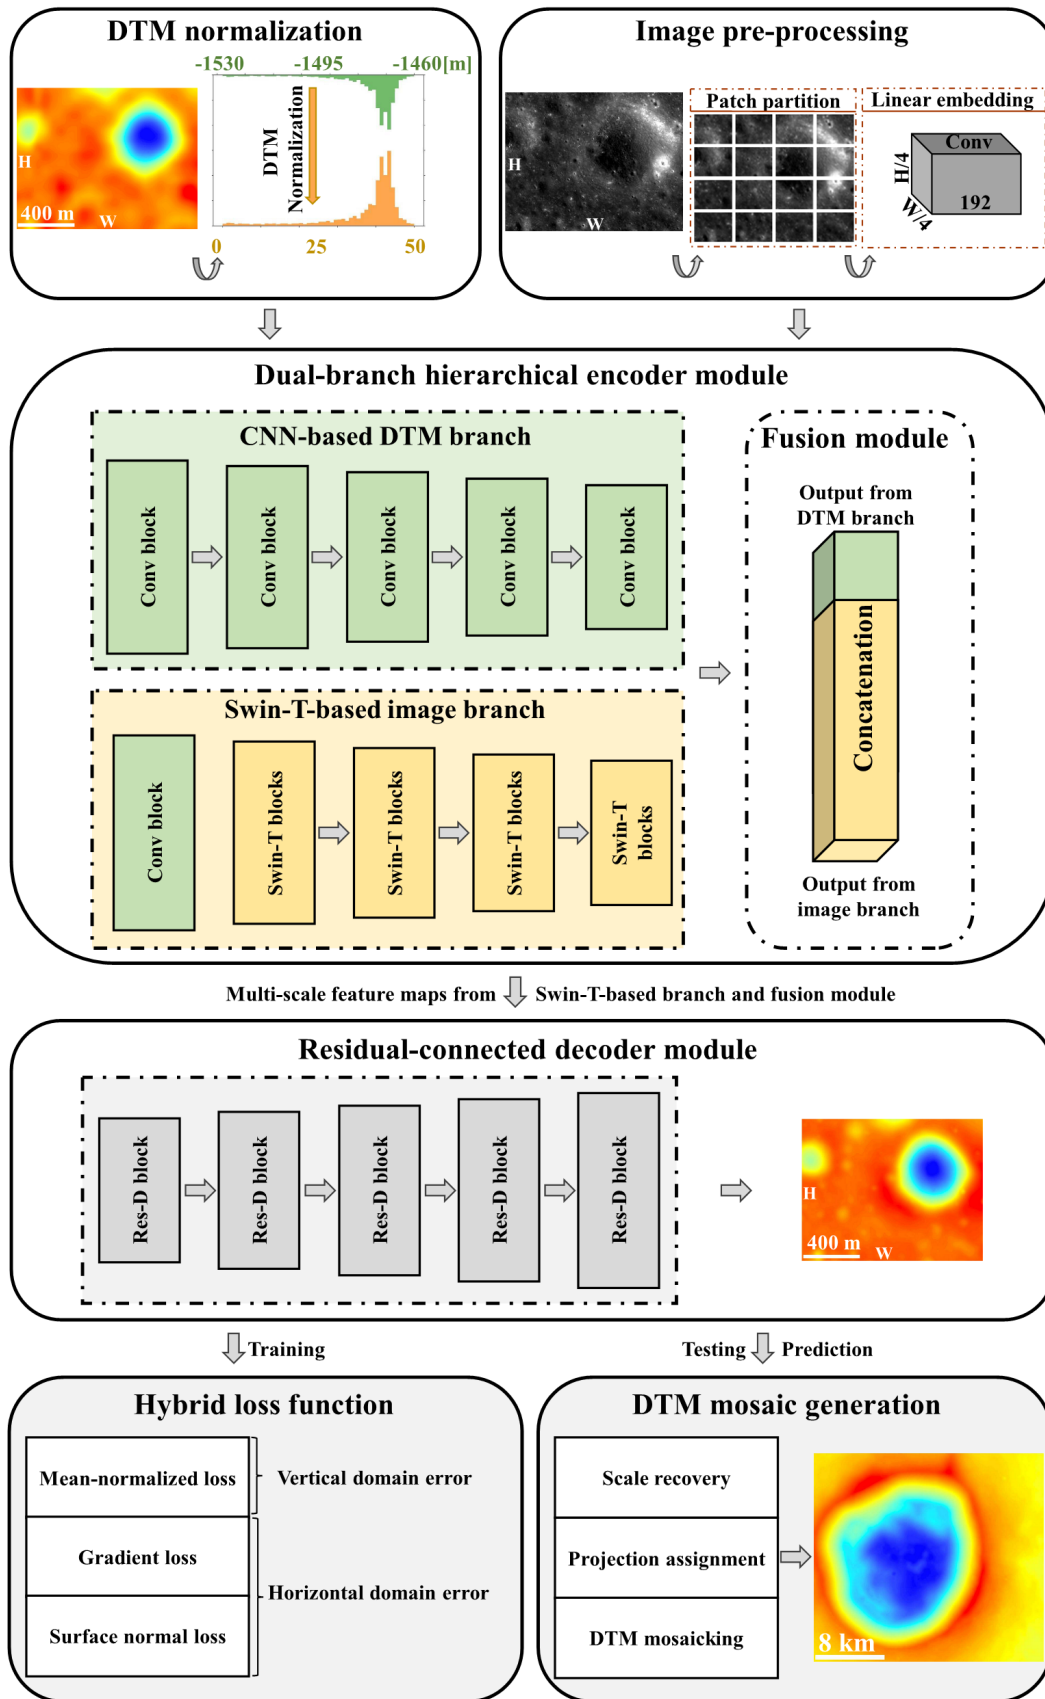 DTM normalization
-1530 -1495 -1460[m]
DTM
Normalization
H
400 m
W
0 25 50
Image pre-processing
H
W
Patch partition
Linear embedding
Conv
H/4
192
W/4
Dual-branch hierarchical encoder module
CNN-based DTM branch
Conv block
Conv block
Conv block
Conv block
Conv block
Swin-T-based image branch
Conv block
Swin-T blocks
Swin-T blocks
Swin-T blocks
Swin-T
blocks
Fusion module
Output from
DTM branch
Concatenation
Output from
image branch
Multi-scale feature maps from Swin-T-based branch and fusion module
Residual-connected decoder module
Res-D block
Res-D block
Res-D block
Res-D block
Res-D block
H
400 m
W
Training
Testing Prediction
Hybrid loss function
Mean-normalized loss
Vertical domain error
Gradient loss
Horizontal domain error
Surface normal loss
DTM mosaic generation
Scale recovery
Projection assignment
DTM mosaicking
8 km